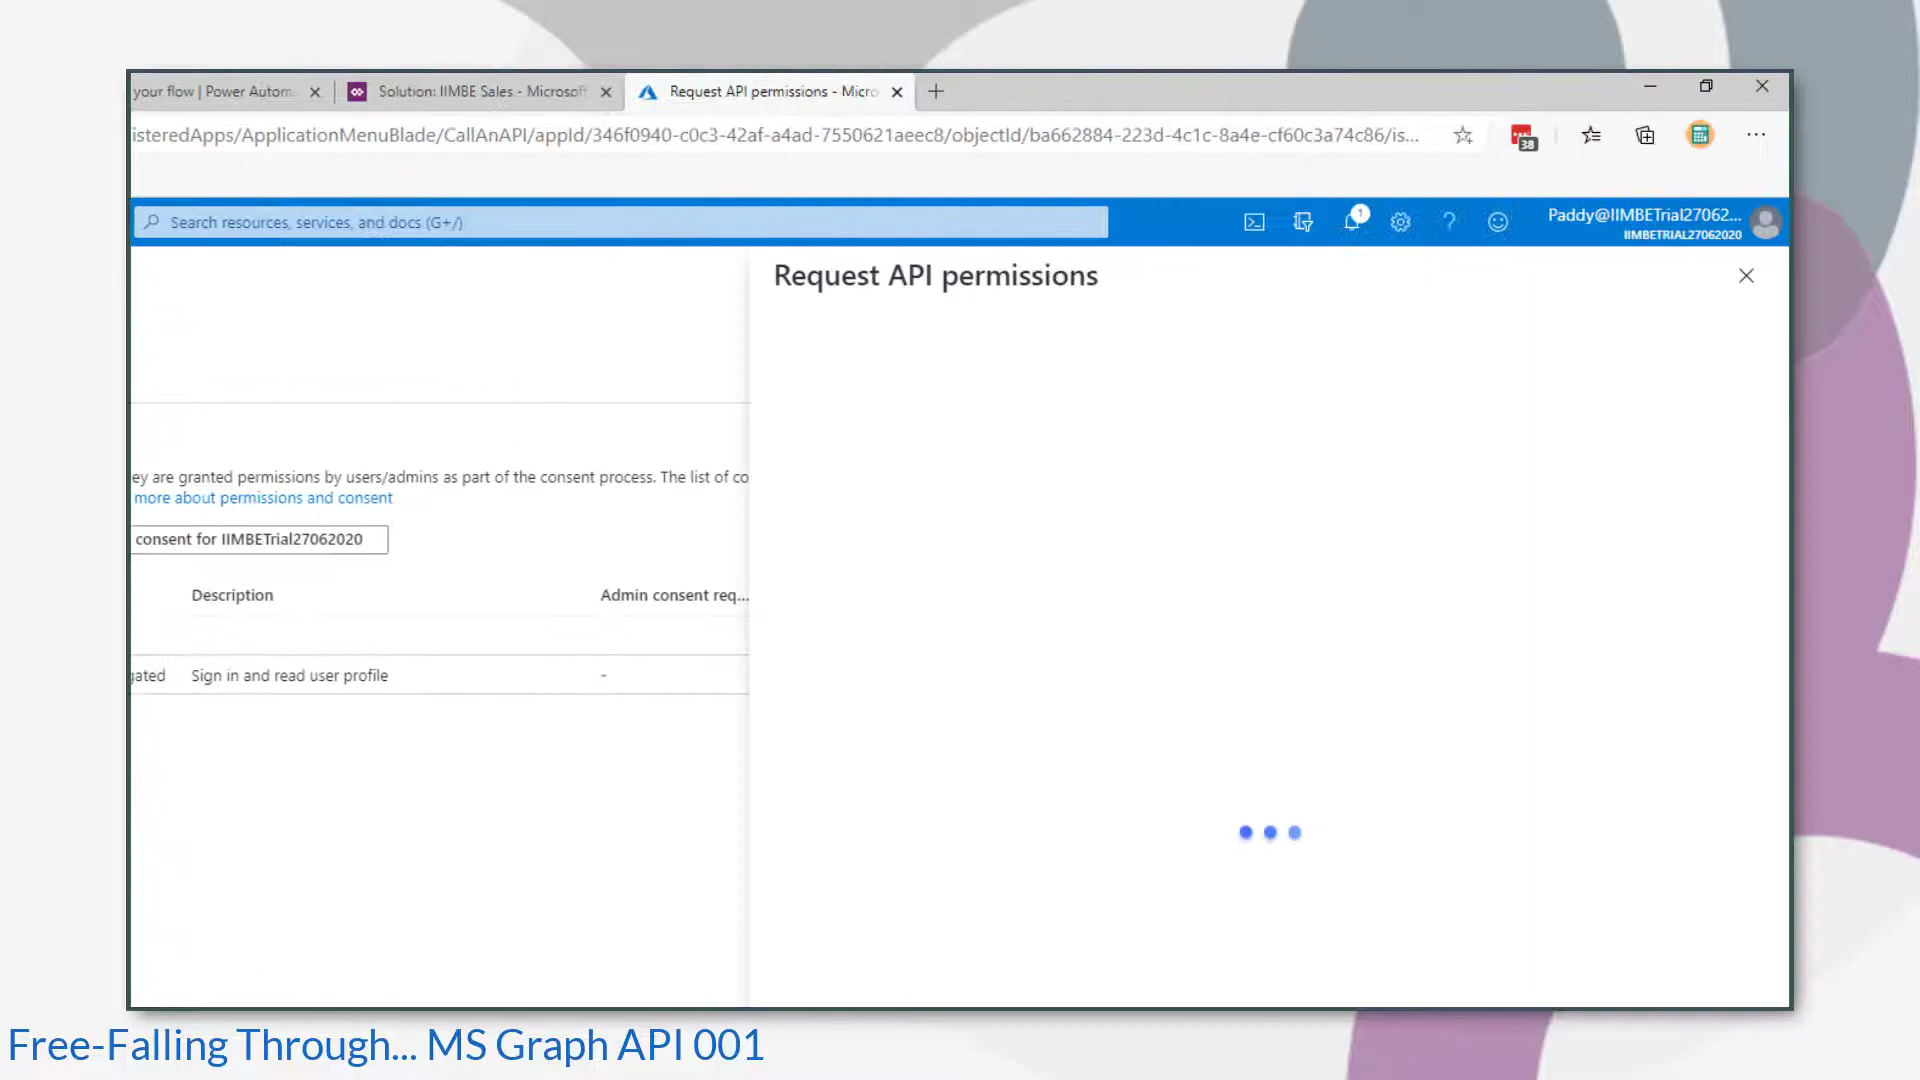 your flow | Power Autom
Solution: IIMBE Sales - Microsoft
Request API permissions - Micro
isteredApps/ApplicationMenuBlade/CallAnAPI/appId/346f0940-c0c3-42af-a4ad-7550621aeec8/objectId/ba662884-223d-4c1c-8a4e-cf60c3a74c86/is...
38
Search resources, services, and docs (G+/)
1
Paddy@IIMBETrial27062...
IIMBETRIAL27062020
Request API permissions
ey are granted permissions by users/admins as part of the consent process. The list of co
more about permissions and consent
consent for IIMBETrial27062020
Description
Admin consent req...
gated
Sign in and read user profile
-
Free-Falling Through... MS Graph API 001